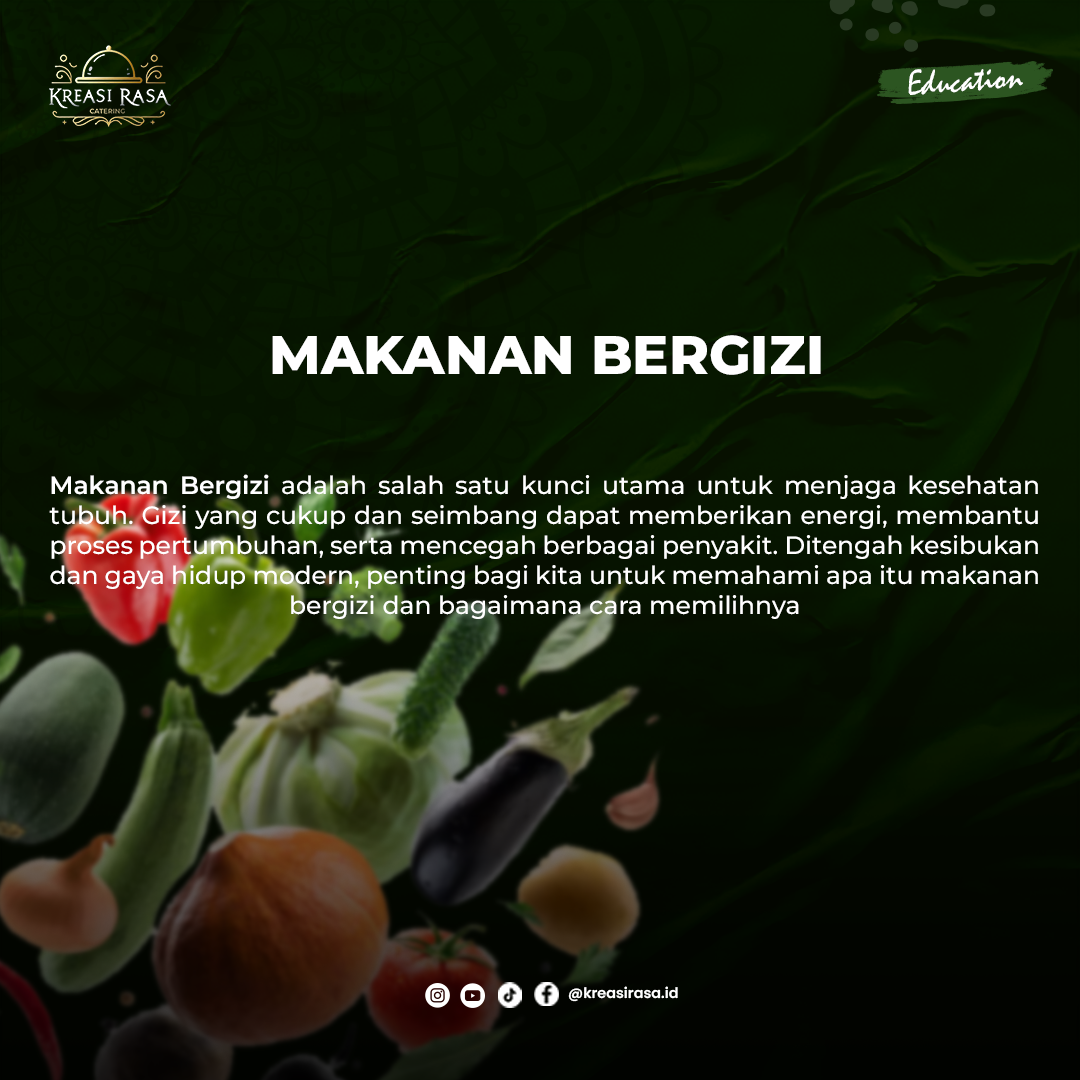 KREASI RASA
CATERING
Education
MAKANAN BERGIZI
Makanan Bergizi adalah salah satu kunci utama untuk menjaga kesehatan
tubuh. Gizi yang cukup dan seimbang dapat memberikan energi, membantu
proses pertumbuhan, serta mencegah berbagai penyakit. Ditengah kesibukan
dan gaya hidup modern, penting bagi kita untuk memahami apa itu makanan
bergizi dan bagaimana cara memilihnya
@kreasirasa.id